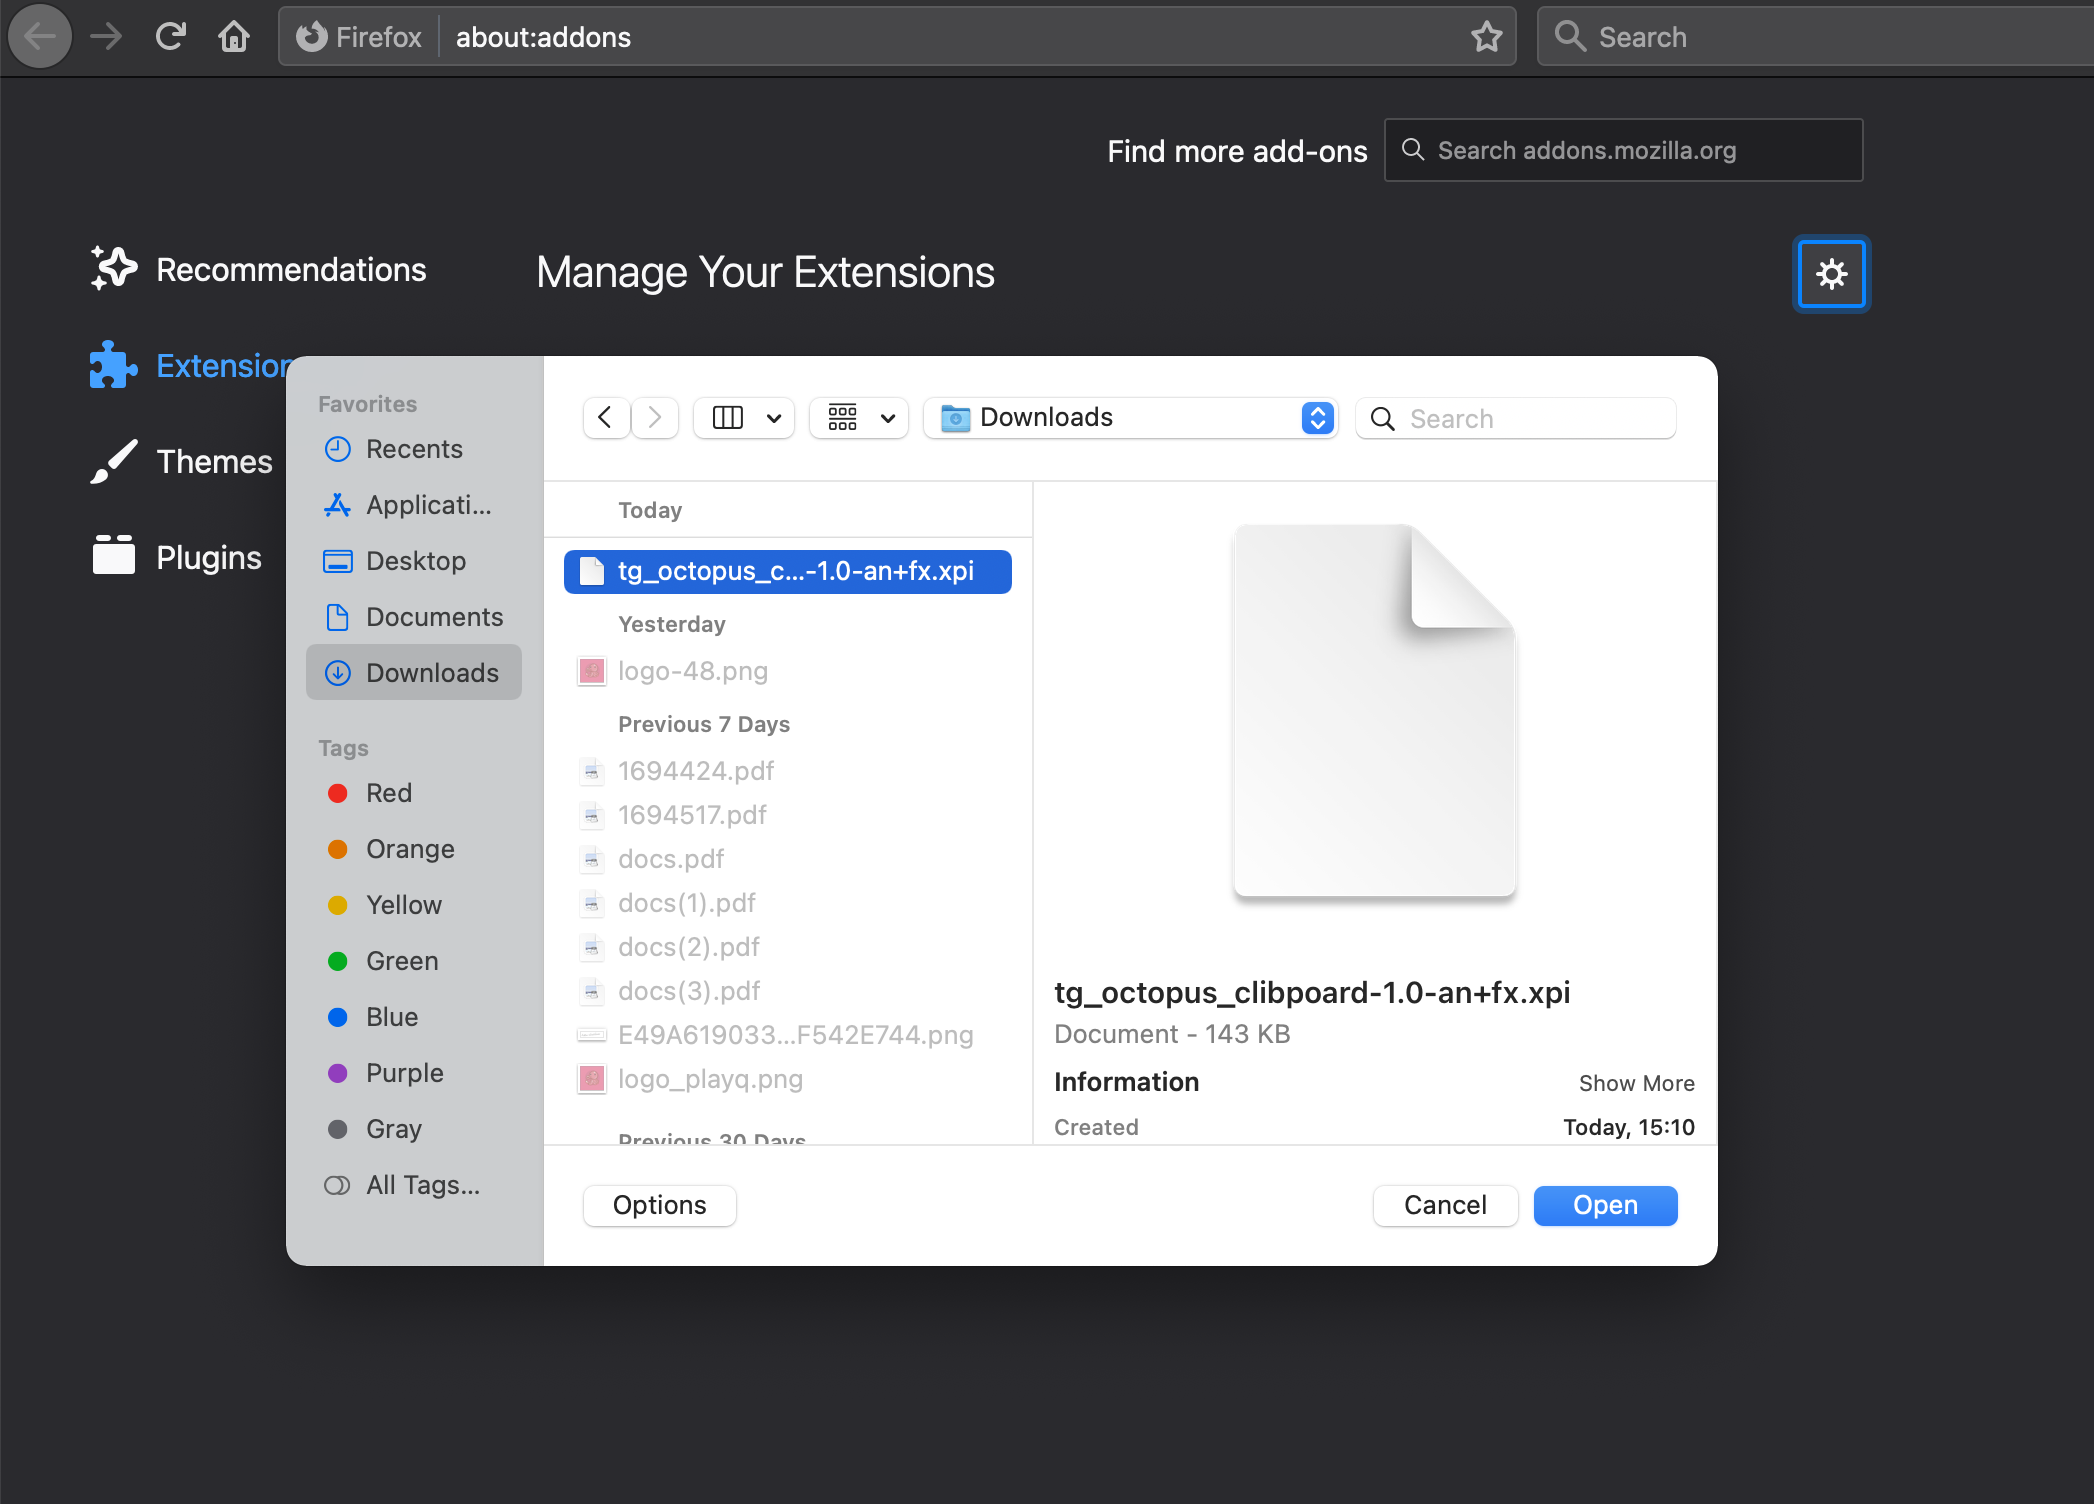 Firefox
about:addons
Search
Find more add-ons
Search addons.mozilla.org
Recommendations
Manage Your Extensions
Extension
Themes
Plugins
Favorites
Recents
Applicati...
Desktop
Documents
Downloads
Tags
Red
Orange
Yellow
Green
Blue
Purple
Gray
All Tags...
Downloads
Search
Today
tg_octopus_c...-1.0-an+fx.xpi
Yesterday
logo-48.png
Previous 7 Days
1694424.pdf
1694517.pdf
docs.pdf
docs(1).pdf
docs(2).pdf
docs(3).pdf
E49A619033...F542E744.png
logo_playq.png
Previous 30 Days
tg_octopus_clibpoard-1.0-an+fx.xpi
Document - 143 KB
Information
Show More
Created
Today, 15:10
Options
Cancel
Open